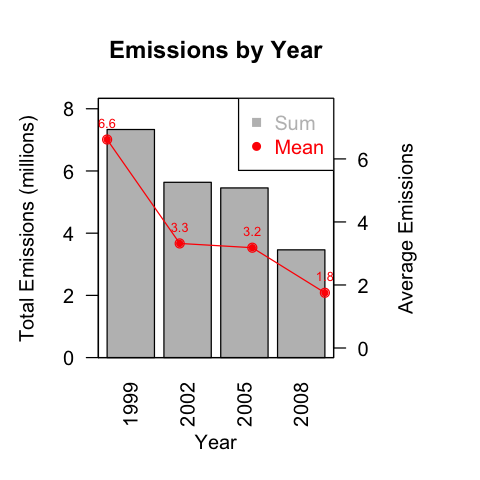 Emissions by Year
Total Emissions (millions)
8
6
4
2
0
6.6
3.3
3.2
1.8
Sum
Mean
6
4
2
0
Average Emissions
1999
2002
2005
2008
Year